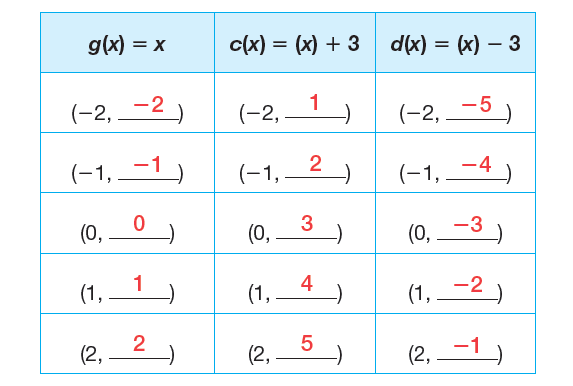 g(x) = x c(x) = (x) + 3 d(x) = (x) − 3
(−2, −2) (−2, 1) (−2, −5)
(−1, −1) (−1, 2) (−1, −4)
(0, 0) (0, 3) (0, −3)
(1, 1) (1, 4) (1, −2)
(2, 2) (2, 5) (2, −1)